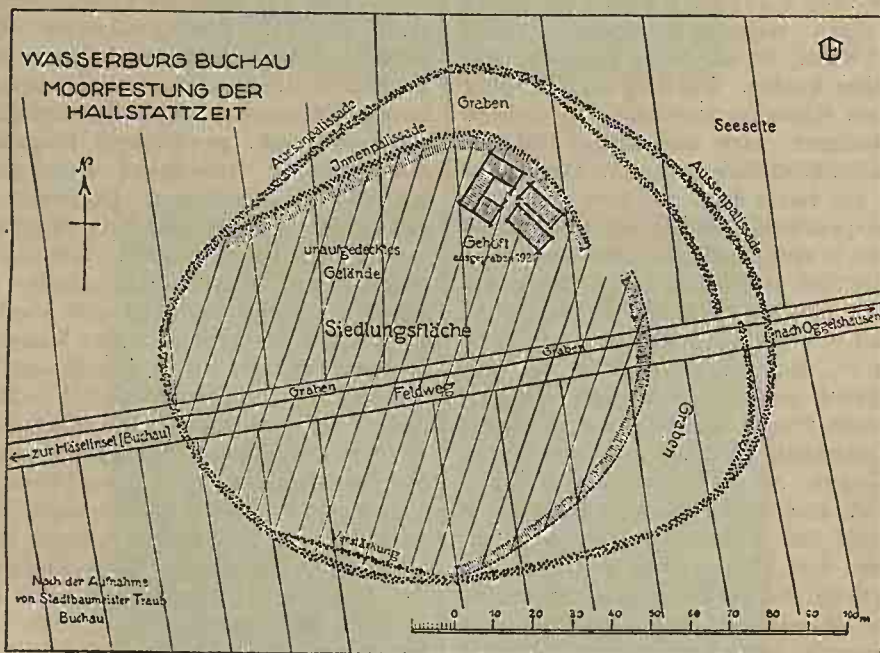 WASSERBURG BUCHAU
MOORFESTUNG DER
HALLSTATTZEIT
N
Aussenpalissade
Innenpalissade
Graben
Seeseite
Aussenpalissade
Gehöft
ausgegraben
unaufgedecktes
Gelände
Siedlungsfläche
nach Oggelshausen
Graben
Graben
Feldweg
Graben
← zur Häselinsel [Buchau]
Verstärkung
Nach der Aufnahme
von Stadtbaumeister Traub
Buchau
0 10 20 30 40 50 60 70 80 90 100 m